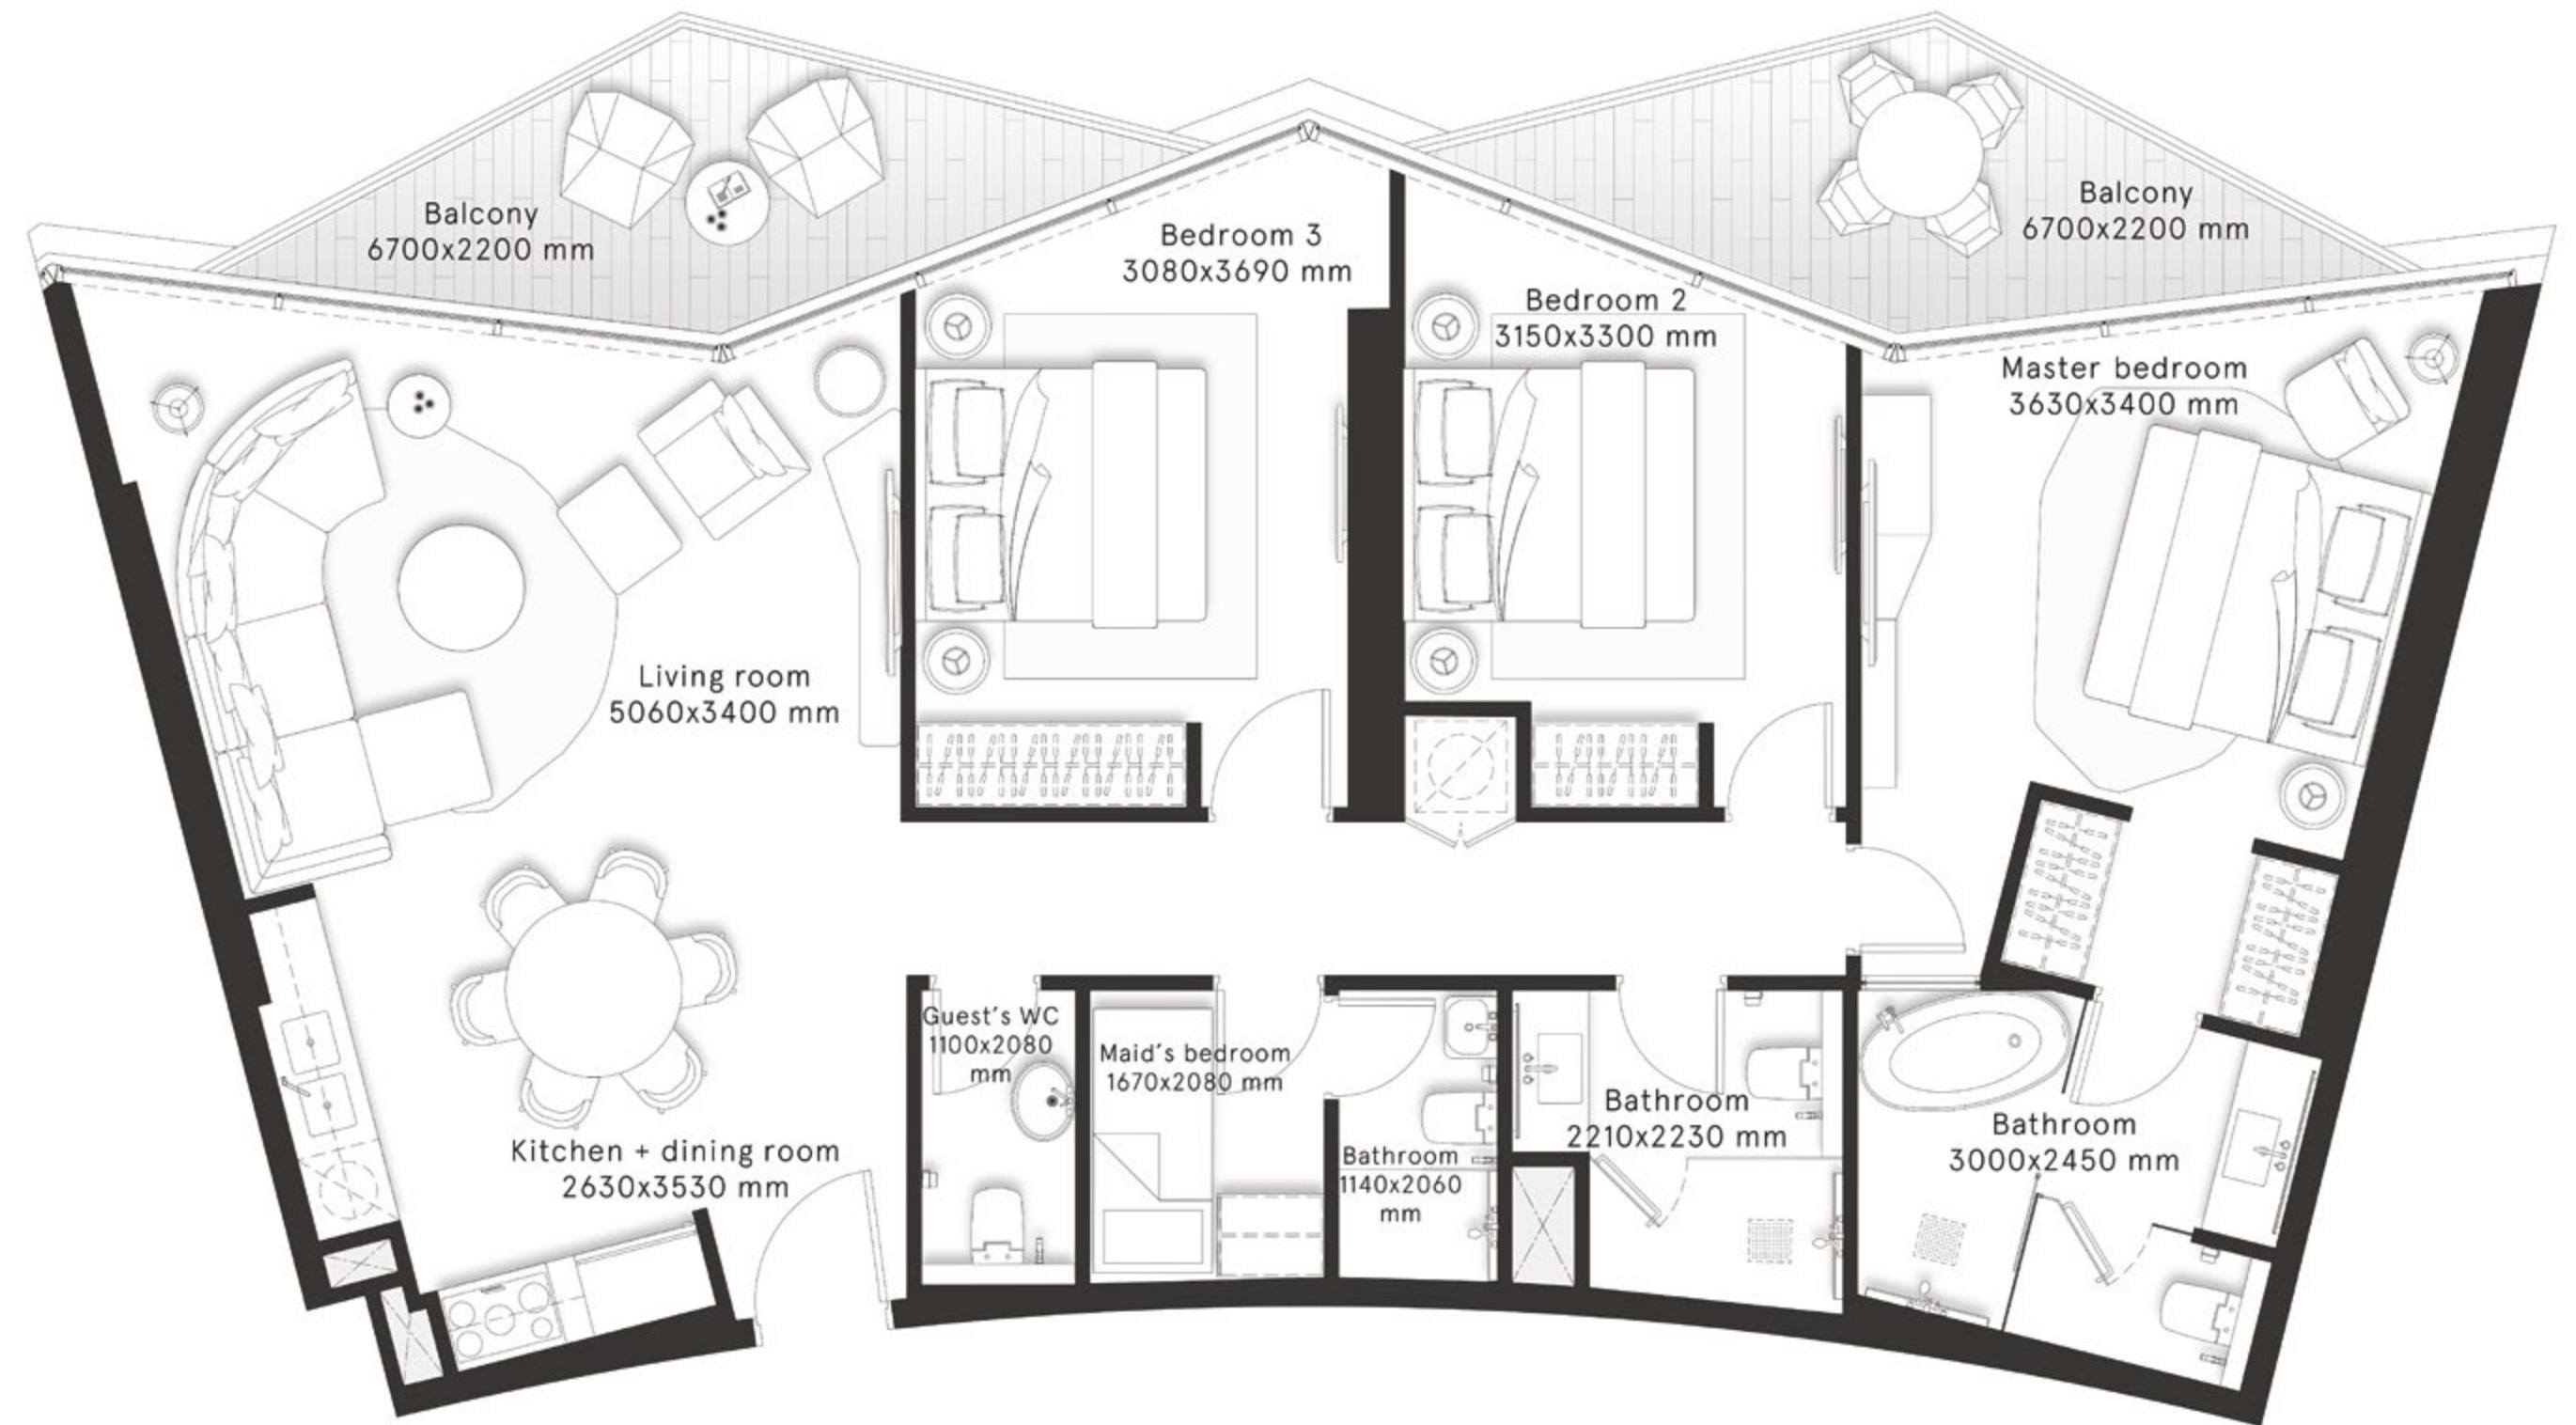 Balcony
6700x2200 mm
Balcony
6700x2200 mm
Bedroom 3
3080x3690 mm
Bedroom 2
3150x3300 mm
Master bedroom
3630x3400 mm
Living room
5060x3400 mm
Guest's WC
1100x2080
mm
Maid's bedroom
1670x2080 mm
Bathroom
2210x2230 mm
Bathroom
3000x2450 mm
Kitchen + dining room
2630x3530 mm
Bathroom
1140x2060
mm